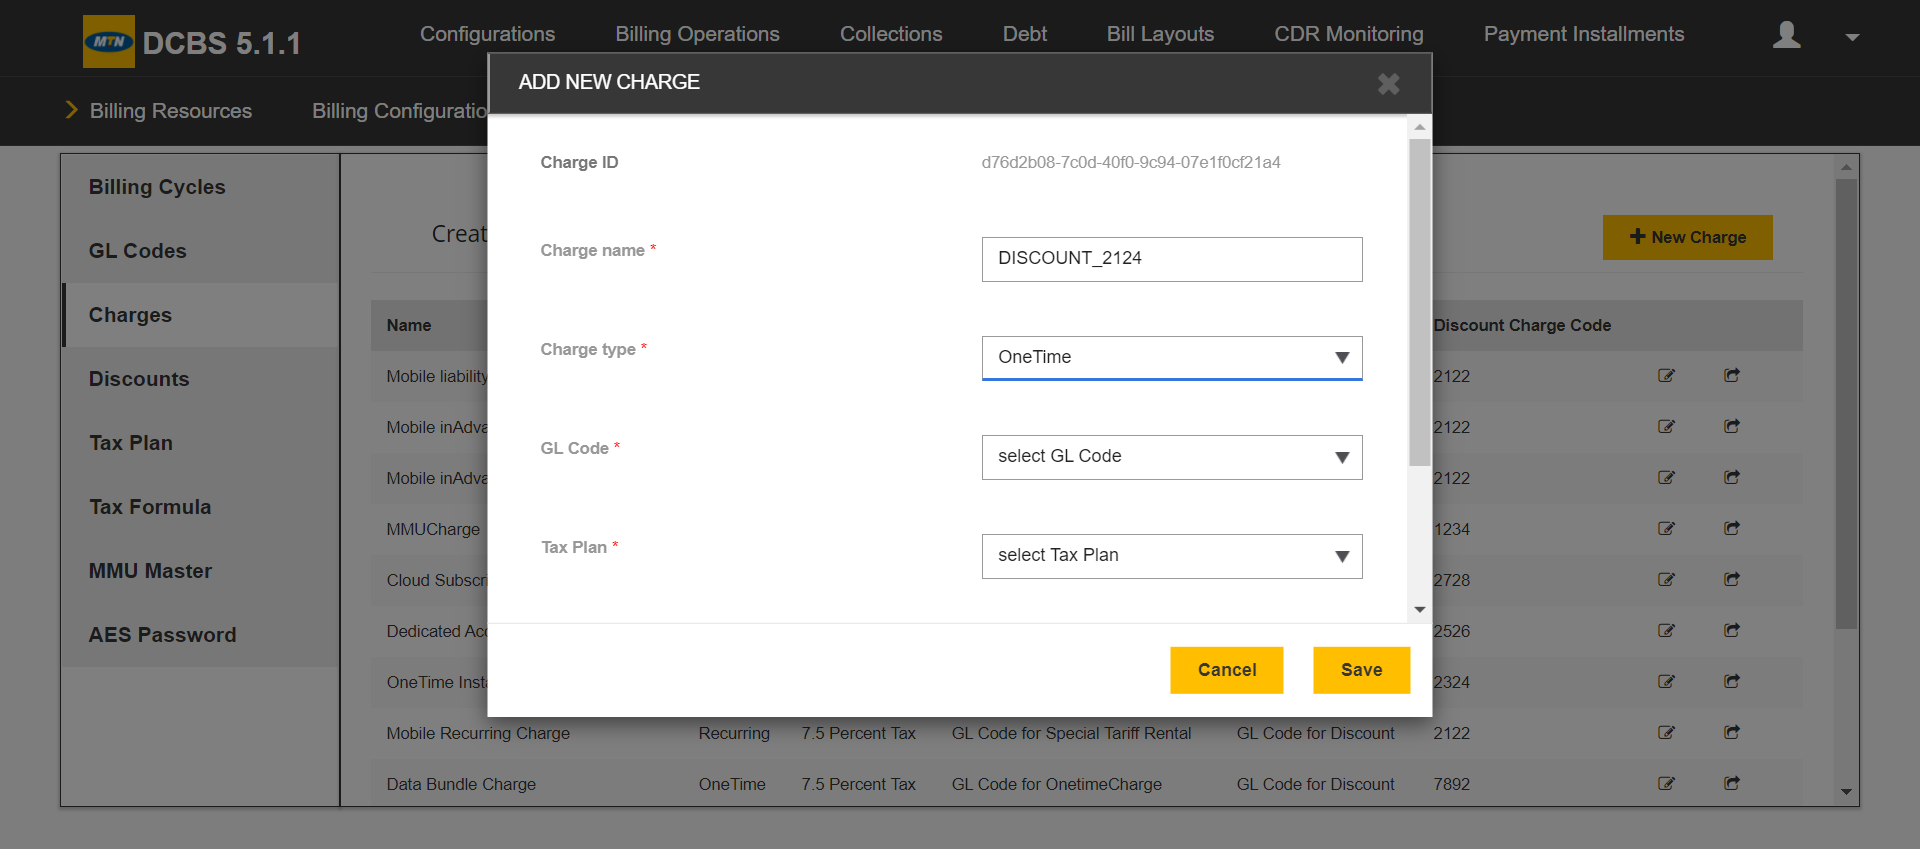 MTN DCBS 5.1.1
Configurations Billing Operations Collections Debt Bill Layouts CDR Monitoring Payment Installments
Billing Resources Billing Configuratio
ADD NEW CHARGE
Billing Cycles
GL Codes
Charges
Discounts
Tax Plan
Tax Formula
MMU Master
AES Password
Creat
New Charge
Charge ID d76d2b08-7c0d-40f0-9c94-07e1f0cf21a4
Charge name * DISCOUNT_2124
Charge type * OneTime
GL Code * select GL Code
Tax Plan * select Tax Plan
Cancel Save
Name Discount Charge Code
Mobile liability 2122
Mobile inAdva 2122
Mobile inAdva 2122
MMUCharge 1234
Cloud Subscri 2728
Dedicated Acc 2526
OneTime Insta 2324
Mobile Recurring Charge Recurring 7.5 Percent Tax GL Code for Special Tariff Rental GL Code for Discount 2122
Data Bundle Charge OneTime 7.5 Percent Tax GL Code for OnetimeCharge GL Code for Discount 7892